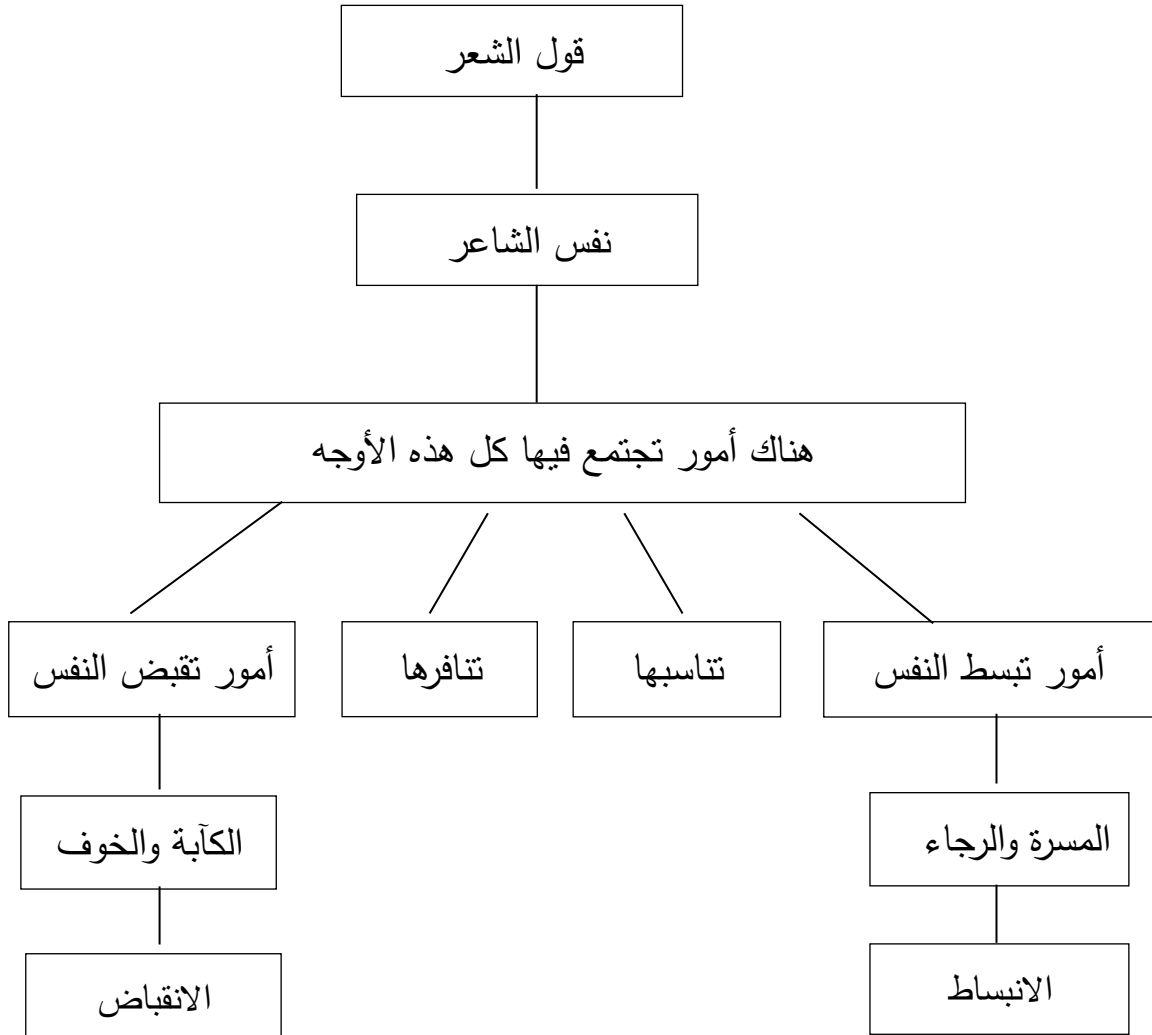 قول الشعر
نفس الشاعر
هناك أمور تجتمع فيها كل هذه الأوجه
أمور تبسط النفس
تناسبها
تنافرها
أمور تقبض النفس
المسرة والرجاء
الكآبة والخوف
الانبساط
الانقباض